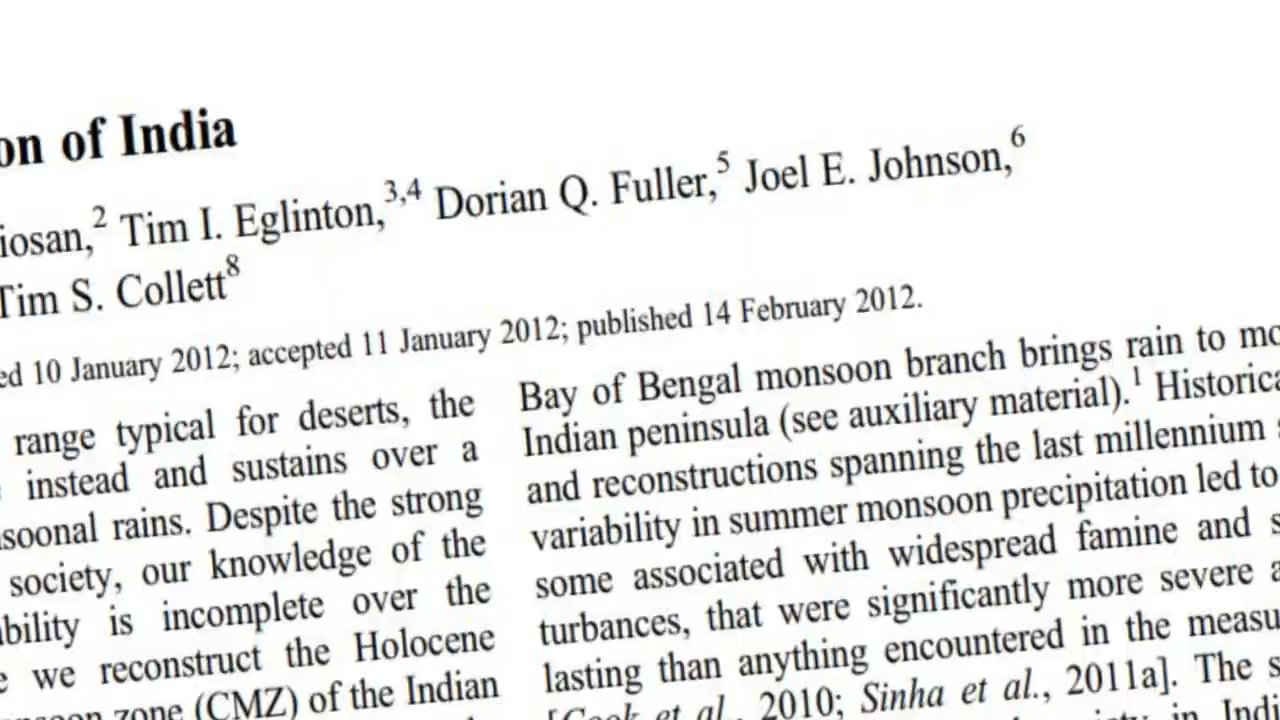 on of India
iosan,2 Tim I. Eglinton,3,4 Dorian Q. Fuller,5 Joel E. Johnson,6
Tim S. Collett8
ed 10 January 2012; accepted 11 January 2012; published 14 February 2012.
range typical for deserts, the
instead and sustains over a
soonal rains. Despite the strong
society, our knowledge of the
bility is incomplete over the
we reconstruct the Holocene
zone (CMZ) of the Indian
Bay of Bengal monsoon branch brings rain to mo
Indian peninsula (see auxiliary material).1 Historica
and reconstructions spanning the last millennium
variability in summer monsoon precipitation led to
some associated with widespread famine and s
turbances, that were significantly more severe a
lasting than anything encountered in the measu
[Cook et al., 2010; Sinha et al., 2011a]. The s
in Indi